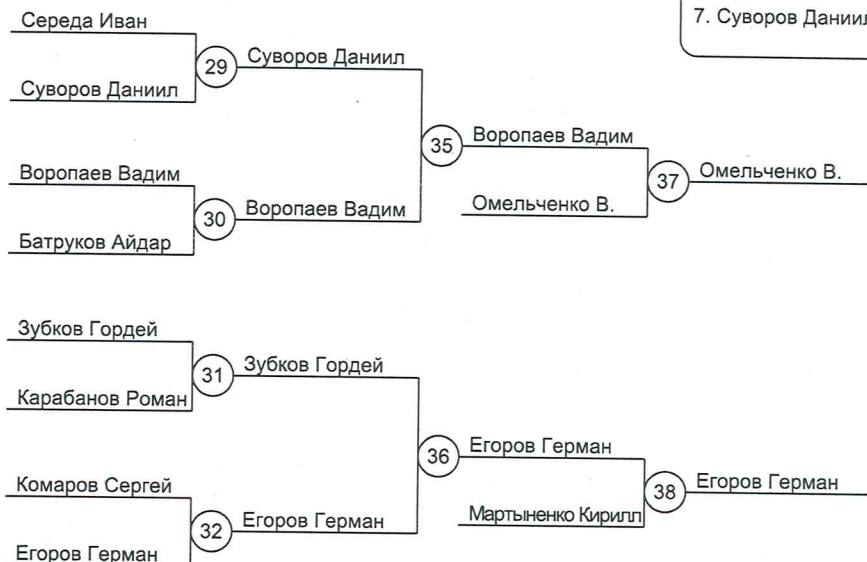 7. Суворов Даниил
Середа Иван
29
Суворов Даниил
Суворов Даниил
35
Воропаев Вадим
Воропаев Вадим
37
Омельченко В.
Омельченко В.
30
Воропаев Вадим
Батруков Айдар
Зубков Гордей
31
Зубков Гордей
Карабанов Роман
36
Егоров Герман
Комаров Сергей
38
Егоров Герман
Мартыненко Кирилл
32
Егоров Герман
Егоров Герман